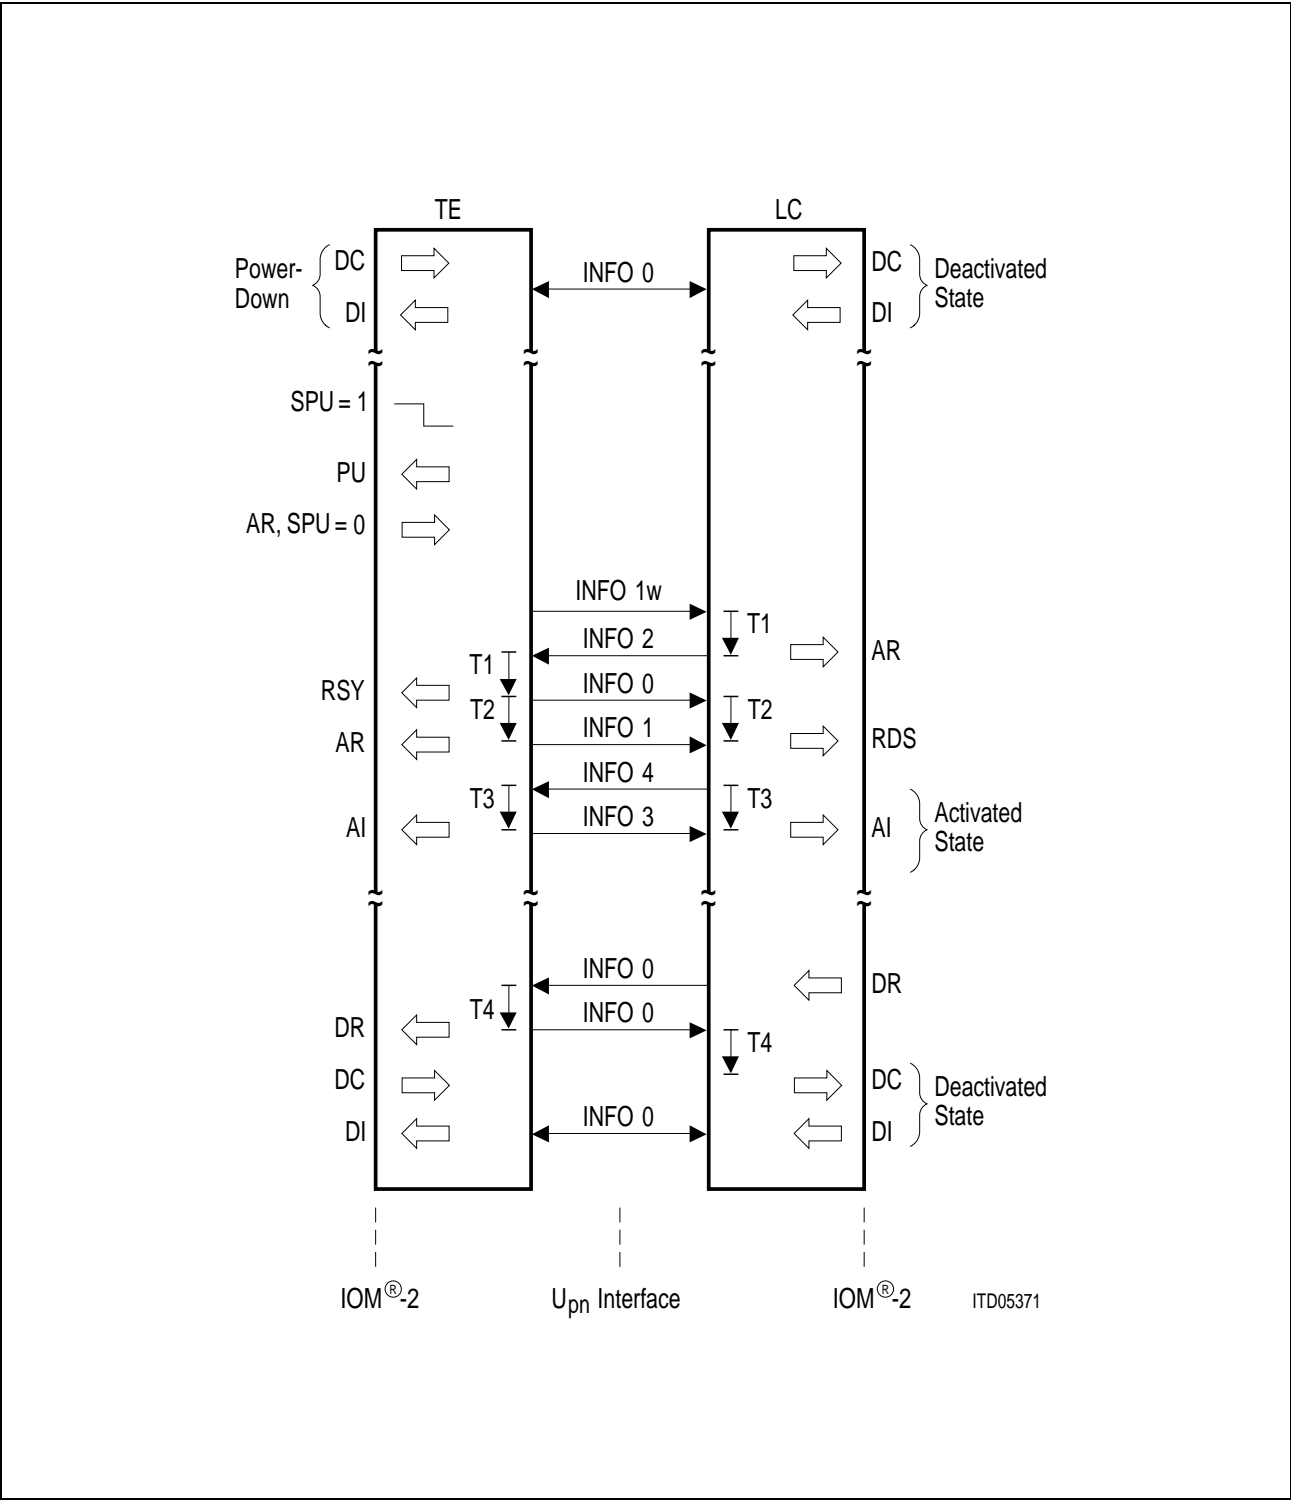 TE LC
Power-
Down
DC
DI
INFO 0
DC
DI
Deactivated
State
SPU = 1
PU
AR, SPU = 0
INFO 1w
T1
INFO 2
AR
T1
RSY
INFO 0
T2
T2
INFO 1
AR
RDS
INFO 4
T3
T3
INFO 3
AI
AI
Activated
State
INFO 0
DR
T4
INFO 0
DR
T4
DC
DI
INFO 0
DC
DI
Deactivated
State
IOM®-2
Upn Interface
IOM®-2
ITD05371